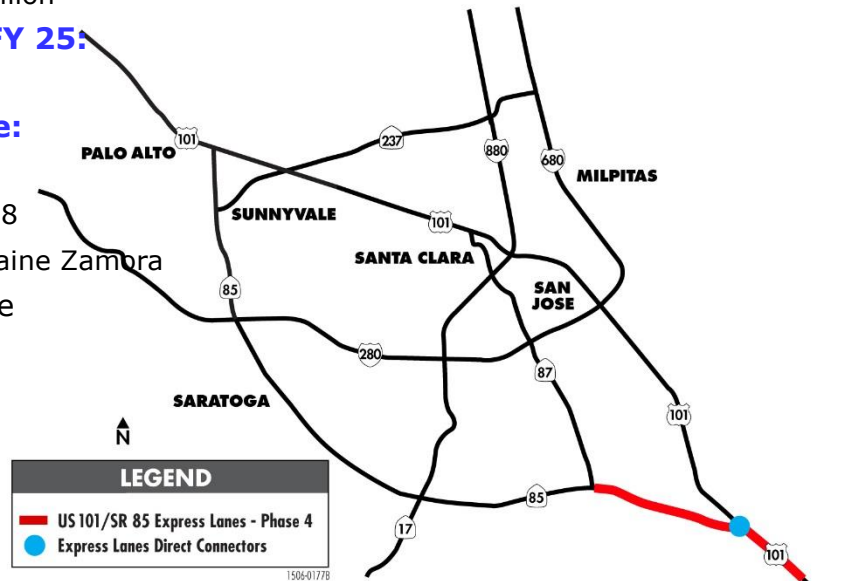 FY 25:
e:
8
aine Zamora
e
101
PALO ALTO
237
880
680
MILPITAS
SUNNYVALE
101
SANTA CLARA
85
SAN
JOSE
280
87
SARATOGA
101
N
LEGEND
US 101/SR 85 Express Lanes - Phase 4
Express Lanes Direct Connectors
85
17
101
1506-01778